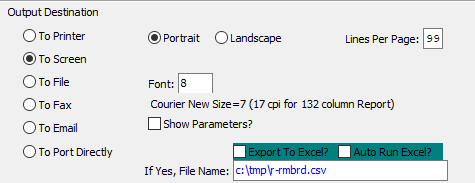 Output Destination
To Printer
Portrait
Landscape
Lines Per Page: 99
To Screen
To File
Font: 8
To Fax
Courier New Size=7 (17 cpi for 132 column Report)
To Email
Show Parameters?
To Port Directly
Export To Excel?
Auto Run Excel?
If Yes, File Name: c:\tmp\r-rmbrd.csv